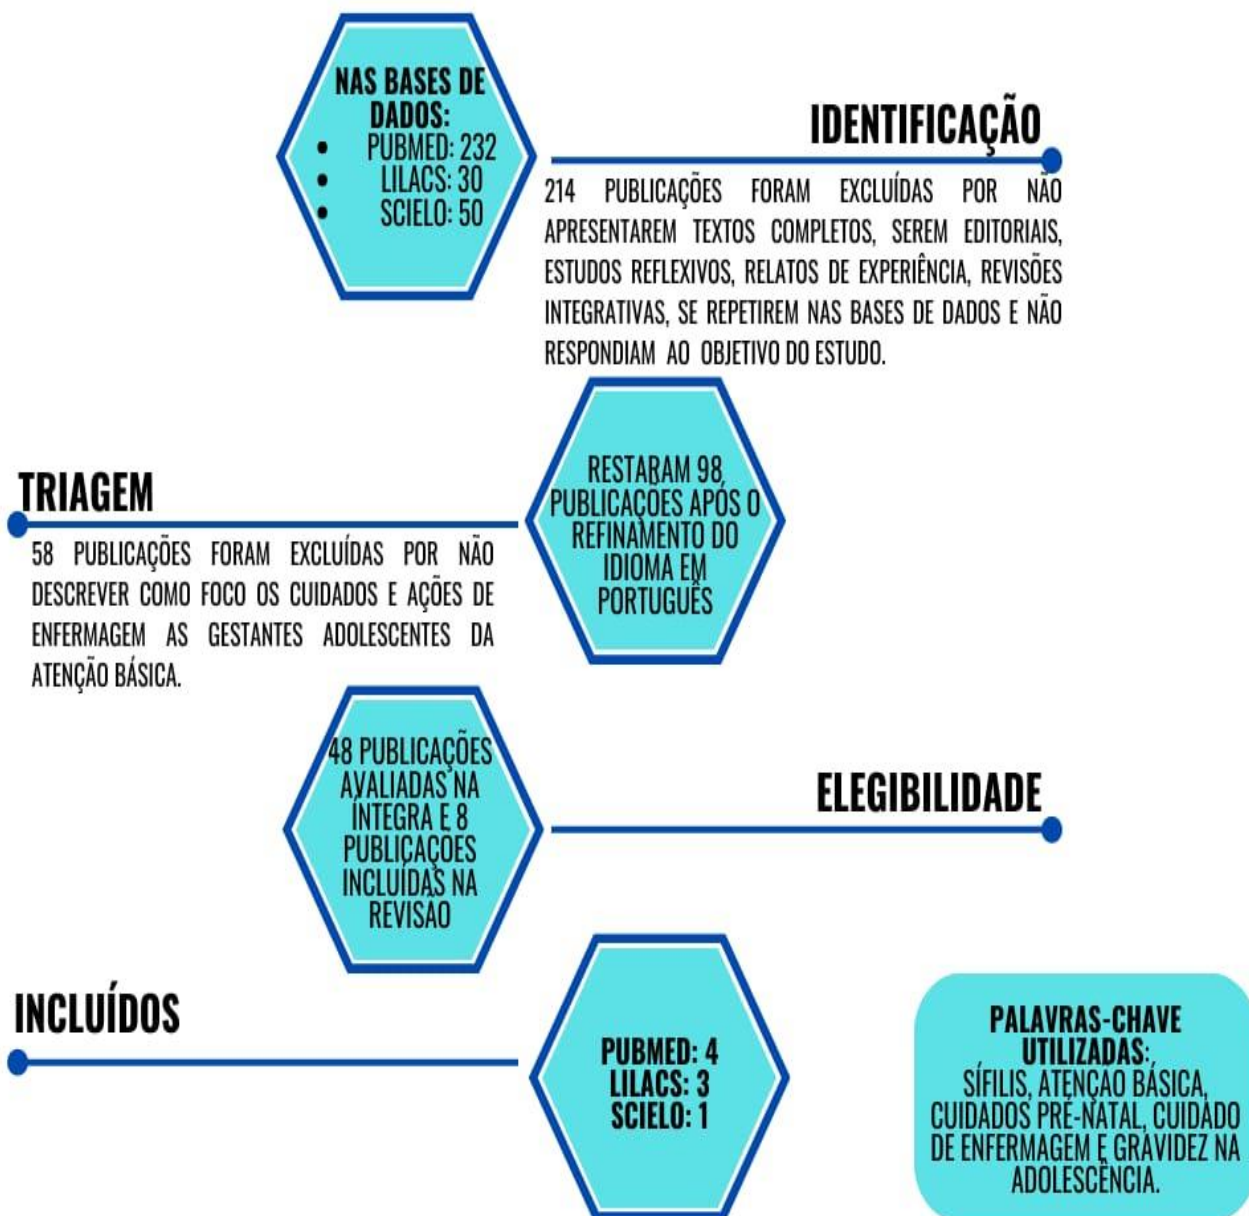 NAS BASES DE
DADOS:
• PUBMED: 232
• LILACS: 30
• SCIELO: 50
IDENTIFICAÇÃO
214 PUBLICAÇÕES FORAM EXCLUÍDAS POR NÃO
APRESENTAREM TEXTOS COMPLETOS, SEREM EDITORIAIS,
ESTUDOS REFLEXIVOS, RELATOS DE EXPERIÊNCIA, REVISÕES
INTEGRATIVAS, SE REPETIREM NAS BASES DE DADOS E NÃO
RESPONDIAM AO OBJETIVO DO ESTUDO.
RESTARAM 98
PUBLICAÇÕES APÓS O
REFINAMENTO DO
IDIOMA EM
PORTUGUÊS
TRIAGEM
58 PUBLICAÇÕES FORAM EXCLUÍDAS POR NÃO
DESCREVER COMO FOCO OS CUIDADOS E AÇÕES DE
ENFERMAGEM AS GESTANTES ADOLESCENTES DA
ATENÇÃO BÁSICA.
48 PUBLICAÇÕES
AVALIADAS NA
ÍNTEGRA E 8
PUBLICAÇÕES
INCLUÍDAS NA
REVISÃO
ELEGIBILIDADE
INCLUÍDOS
PUBMED: 4
LILACS: 3
SCIELO: 1
PALAVRAS-CHAVE
UTILIZADAS:
SÍFILIS, ATENÇÃO BÁSICA,
CUIDADOS PRÉ-NATAL, CUIDADO
DE ENFERMAGEM E GRAVIDEZ NA
ADOLESCÊNCIA.